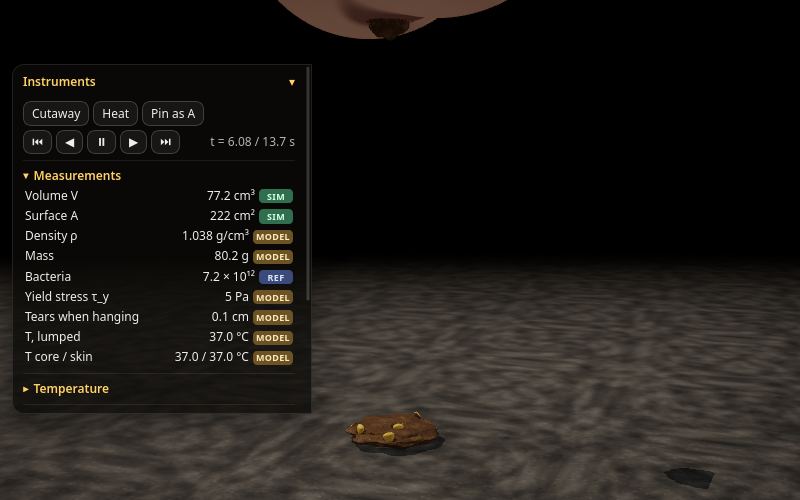 Instruments ▼
Cutaway Heat Pin as A
⏮ ◀ ⏸ ▶ ⏭ t = 6.08 / 13.7 s
▾ Measurements
Volume V 77.2 cm³ SIM
Surface A 222 cm² SIM
Density ρ 1.038 g/cm³ MODEL
Mass 80.2 g MODEL
Bacteria 7.2 × 10¹² REF
Yield stress τ_y 5 Pa MODEL
Tears when hanging 0.1 cm MODEL
T, lumped 37.0 °C MODEL
T core / skin 37.0 / 37.0 °C MODEL
▸ Temperature